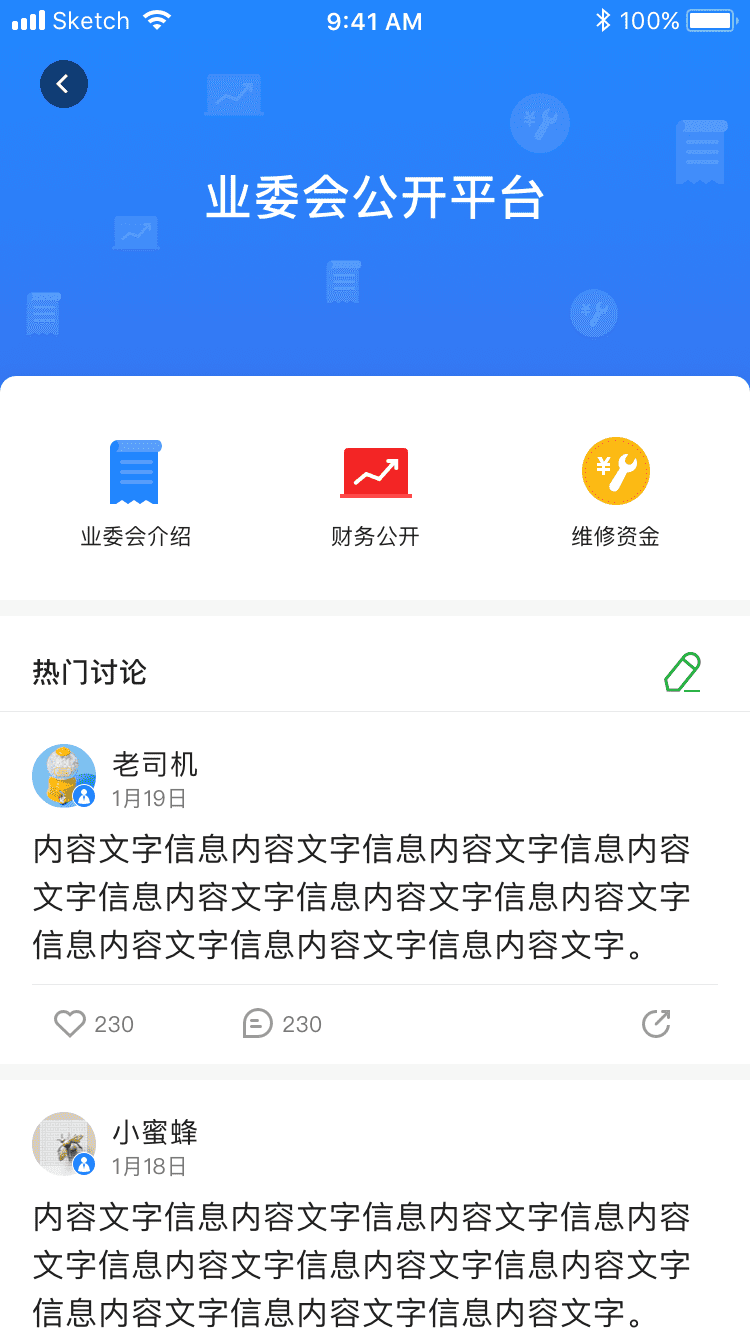 Sketch 9:41 AM 100%
业委会公开平台
¥
¥
¥
业委会介绍 财务公开 维修资金
热门讨论
老司机
1月19日
内容文字信息内容文字信息内容文字信息内容
文字信息内容文字信息内容文字信息内容文字
信息内容文字信息内容文字信息内容文字。
230 230
小蜜蜂
1月18日
内容文字信息内容文字信息内容文字信息内容
文字信息内容文字信息内容文字信息内容文字
信息内容文字信息内容文字信息内容文字。